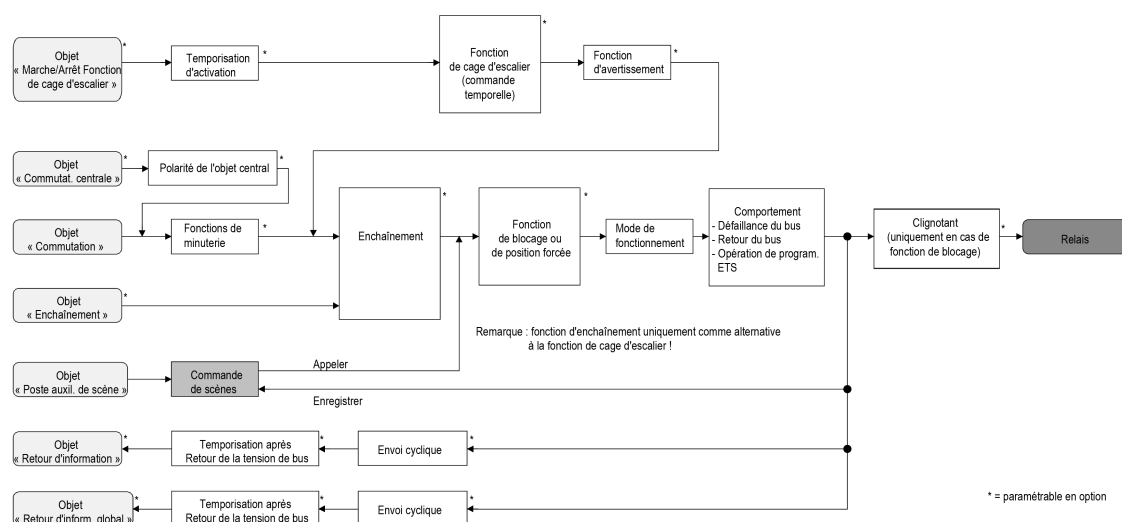 *
Objet
« Marche/Arrêt Fonction
de cage d'escalier »
*
Temporisation
d'activation
*
Fonction
de cage d'escalier
(commande
temporelle)
*
Fonction
d'avertissement
*
Objet
« Commutat. centrale »
*
Polarité de l'objet central
*
Objet
« Commutation »
*
Fonctions de
minuterie
*
Enchaînement
*
Fonction
de blocage ou
de position forcée
*
Mode de
fonctionnement
Comportement
- Défaillance du bus
- Retour du bus
- Opération de program.
ETS
Clignotant
(uniquement en cas de
fonction de blocage)
*
Relais
Objet
« Enchaînement »
*
Remarque : fonction d'enchaînement uniquement comme alternative
à la fonction de cage d'escalier !
Objet
« Poste auxil. de scène »
Commande
de scènes
Appeler
Enregistrer
Objet
« Retour d'information »
*
Temporisation après
Retour de la tension de bus
*
Envoi cyclique
*
Objet
« Retour d'inform. global »
*
Temporisation après
Retour de la tension de bus
*
Envoi cyclique
*
* = paramétrable en option